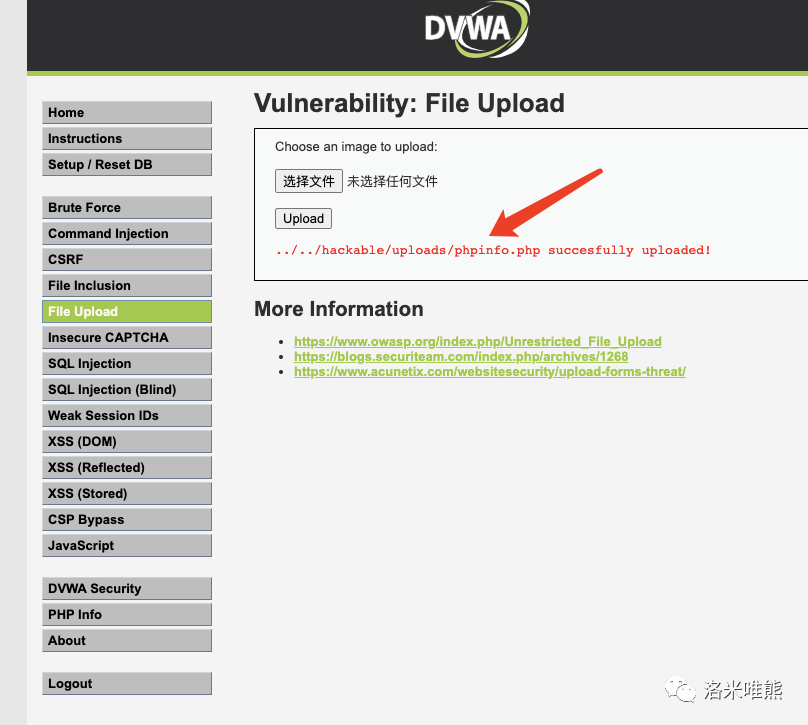 DVWA
Vulnerability: File Upload
Home
Instructions
Setup / Reset DB
Brute Force
Command Injection
CSRF
File Inclusion
File Upload
Insecure CAPTCHA
SQL Injection
SQL Injection (Blind)
Weak Session IDs
XSS (DOM)
XSS (Reflected)
XSS (Stored)
CSP Bypass
JavaScript
DVWA Security
PHP Info
About
Logout
Choose an image to upload:
选择文件 未选择任何文件
Upload
../../hackable/uploads/phpinfo.php succesfully uploaded!
More Information
https://www.owasp.org/index.php/Unrestricted_File_Upload
https://blogs.securiteam.com/index.php/archives/1268
https://www.acunetix.com/websitesecurity/upload-forms-threat/
洛米唯熊